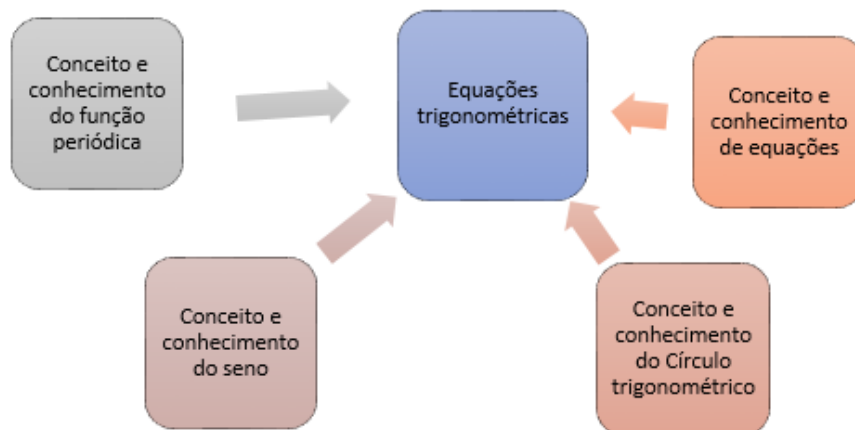 Conceito e
conhecimento
do função
periódica
Equações
trigonométricas
Conceito e
conhecimento
de equações
Conceito e
conhecimento
do seno
Conceito e
conhecimento
do Círculo
trigonométrico